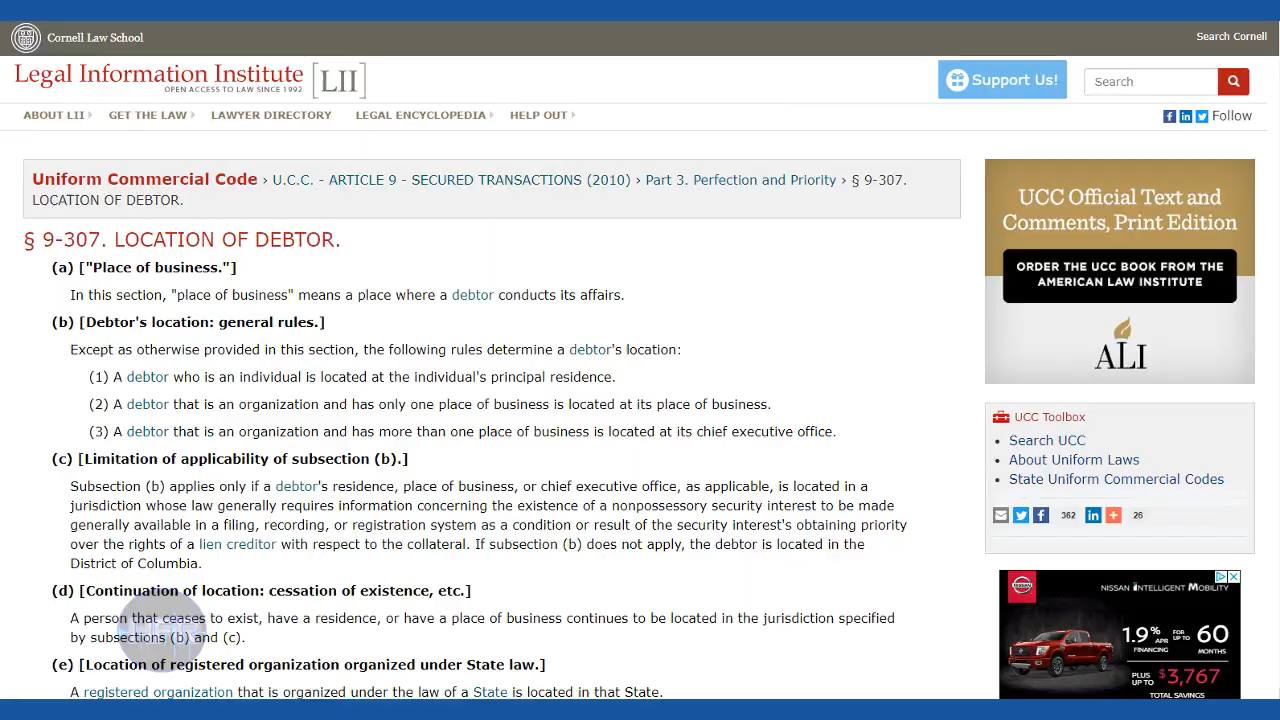 Cornell Law School
Search Cornell
Legal Information Institute [LII]
OPEN ACCESS TO LAW SINCE 1992
Support Us!
Search
ABOUT LII GET THE LAW LAWYER DIRECTORY LEGAL ENCYCLOPEDIA HELP OUT
Follow
Uniform Commercial Code › U.C.C. - ARTICLE 9 - SECURED TRANSACTIONS (2010) › Part 3. Perfection and Priority › § 9-307.
LOCATION OF DEBTOR.
§ 9-307. LOCATION OF DEBTOR.
(a) ["Place of business."]
In this section, "place of business" means a place where a debtor conducts its affairs.
(b) [Debtor's location: general rules.]
Except as otherwise provided in this section, the following rules determine a debtor's location:
(1) A debtor who is an individual is located at the individual's principal residence.
(2) A debtor that is an organization and has only one place of business is located at its place of business.
(3) A debtor that is an organization and has more than one place of business is located at its chief executive office.
(c) [Limitation of applicability of subsection (b).]
Subsection (b) applies only if a debtor's residence, place of business, or chief executive office, as applicable, is located in a
jurisdiction whose law generally requires information concerning the existence of a nonpossessory security interest to be made
generally available in a filing, recording, or registration system as a condition or result of the security interest's obtaining priority
over the rights of a lien creditor with respect to the collateral. If subsection (b) does not apply, the debtor is located in the
District of Columbia.
(d) [Continuation of location: cessation of existence, etc.]
A person that ceases to exist, have a residence, or have a place of business continues to be located in the jurisdiction specified
by subsections (b) and (c).
(e) [Location of registered organization organized under State law.]
A registered organization that is organized under the law of a State is located in that State.
UCC Official Text and
Comments, Print Edition
ORDER THE UCC BOOK FROM THE
AMERICAN LAW INSTITUTE
ALI
UCC Toolbox
Search UCC
About Uniform Laws
State Uniform Commercial Codes
362
26
NISSAN INTELLIGENT MOBILITY
1.9% APR FINANCING FOR UP TO 60 MONTHS
PLUS UP TO $3,767
TOTAL SAVINGS